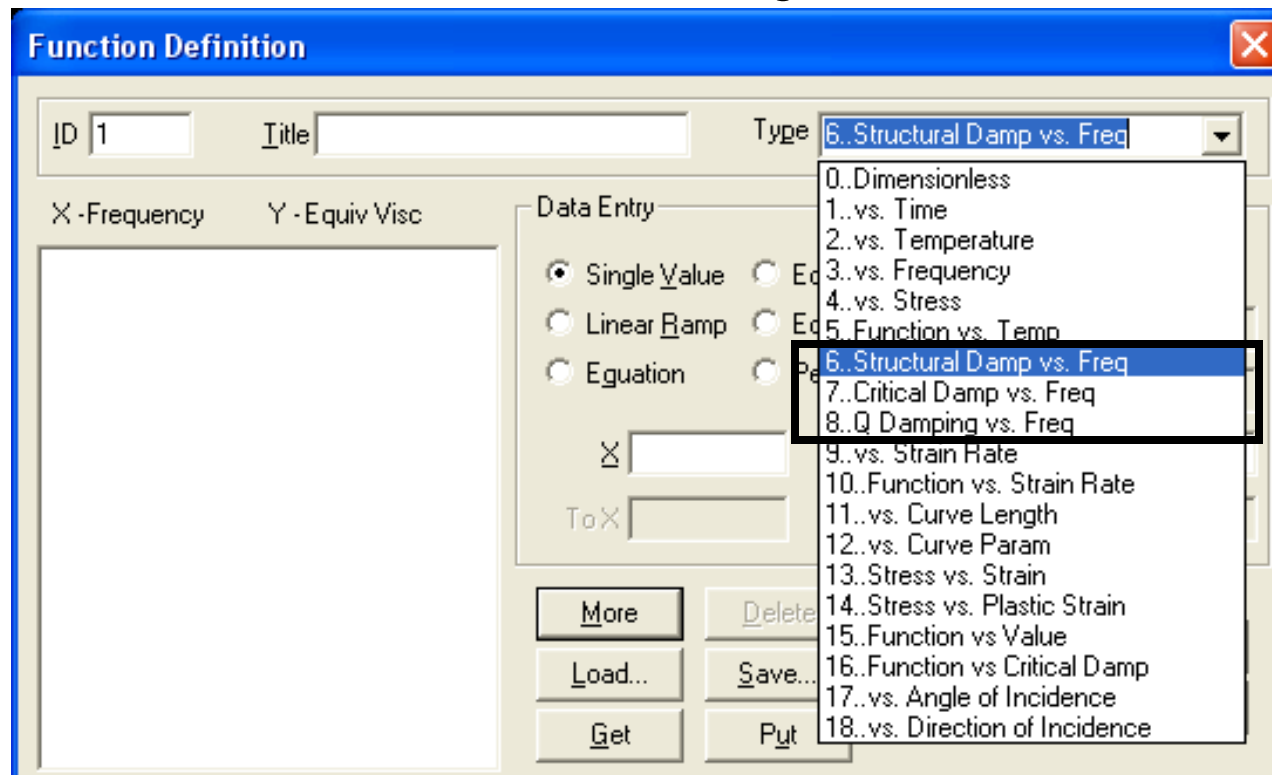 Function Definition
ID 1 Title Type 6..Structural Damp vs. Freq
X - Frequency Y - Equiv Visc
Data Entry
Single Value
Linear Ramp
Equation
X
To X
More Delete
Load... Save...
Get Put
0..Dimensionless
1..vs. Time
2..vs. Temperature
3..vs. Frequency
4..vs. Stress
5..Function vs. Temp
6..Structural Damp vs. Freq
7..Critical Damp vs. Freq
8..Q Damping vs. Freq
9..vs. Strain Rate
10..Function vs. Strain Rate
11..vs. Curve Length
12..vs. Curve Param
13..Stress vs. Strain
14..Stress vs. Plastic Strain
15..Function vs Value
16..Function vs Critical Damp
17..vs. Angle of Incidence
18..vs. Direction of Incidence